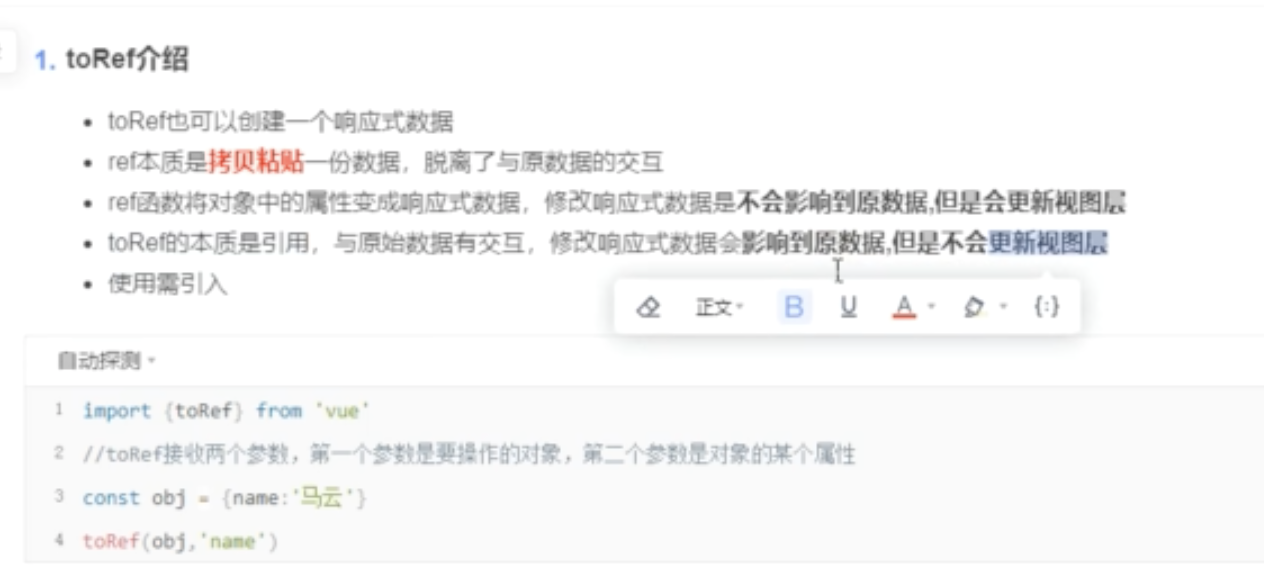 1. toRef介绍
toRef也可以创建一个响应式数据
ref本质是拷贝粘贴一份数据，脱离了与原数据的交互
ref函数将对象中的属性变成响应式数据，修改响应式数据是不会影响到原数据,但是会更新视图层
toRef的本质是引用，与原始数据有交互，修改响应式数据会影响到原数据,但是不会更新视图层
使用需引入
正文 B U A {:}
自动探测
1 import {toRef} from 'vue'
2 //toRef接收两个参数，第一个参数是要操作的对象，第二个参数是对象的某个属性
3 const obj = {name:'马云'}
4 toRef(obj,'name')